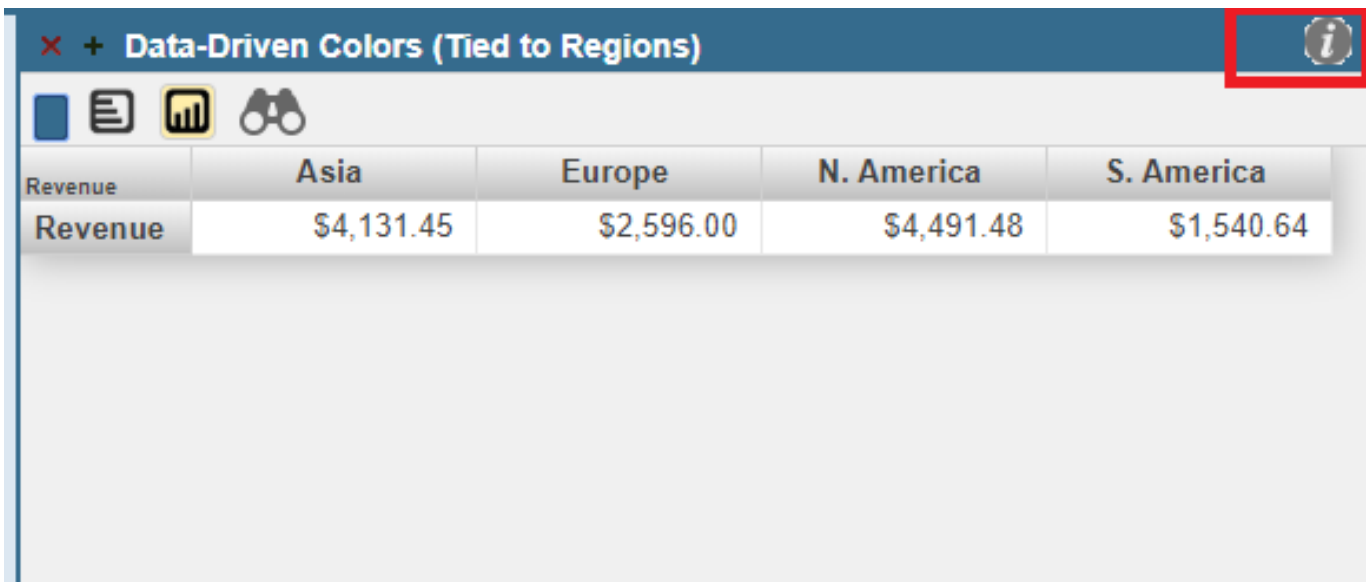 × + Data-Driven Colors (Tied to Regions) i
Revenue Asia Europe N. America S. America
Revenue $4,131.45 $2,596.00 $4,491.48 $1,540.64